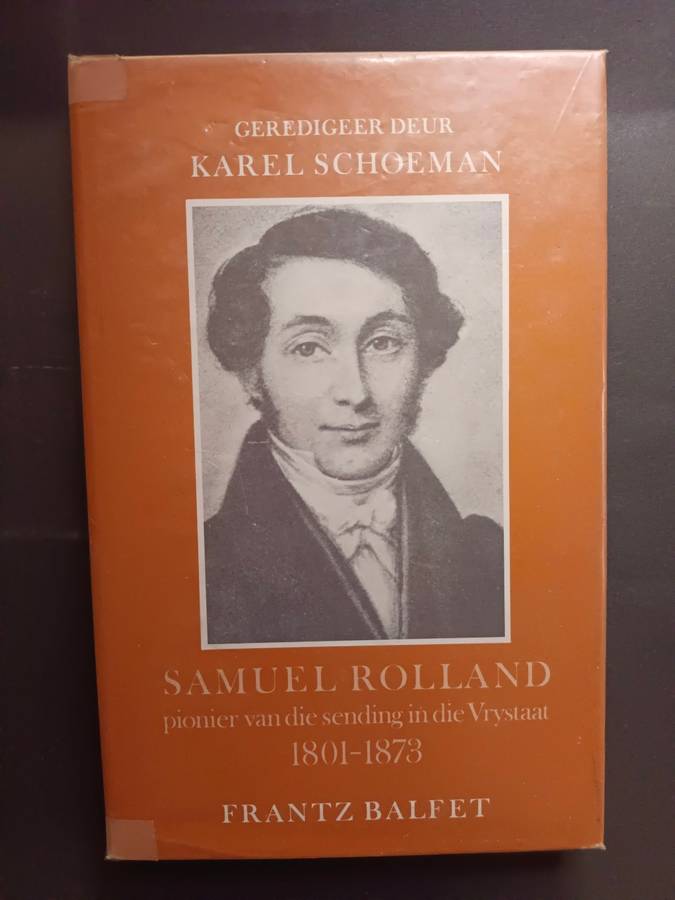 GEREDIGEER DEUR
KAREL SCHOEMAN
SAMUEL ROLLAND
pionier van die sending in die Vrystaat
1801-1873
FRANTZ BALFET